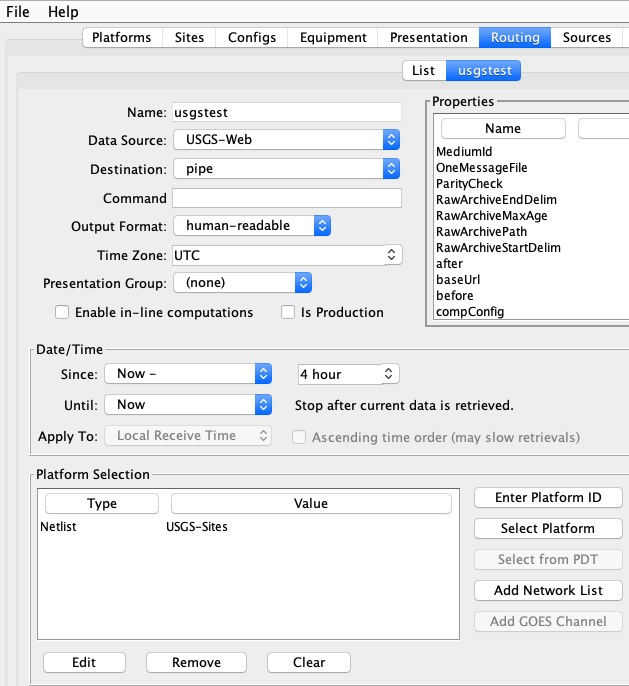 File Help
Platforms Sites Configs Equipment Presentation Routing Sources
List usgstest
Name: usgstest
Data Source: USGS-Web
Destination: pipe
Command
Output Format: human-readable
Time Zone: UTC
Presentation Group: (none)
Enable in-line computations Is Production
Properties
Name
MediumId
OneMessageFile
ParityCheck
RawArchiveEndDelim
RawArchiveMaxAge
RawArchivePath
RawArchiveStartDelim
after
baseUrl
before
compConfig
Date/Time
Since: Now - 4 hour
Until: Now Stop after current data is retrieved.
Apply To: Local Receive Time Ascending time order (may slow retrievals)
Platform Selection
Type Value
Netlist USGS-Sites
Enter Platform ID
Select Platform
Select from PDT
Add Network List
Add GOES Channel
Edit Remove Clear